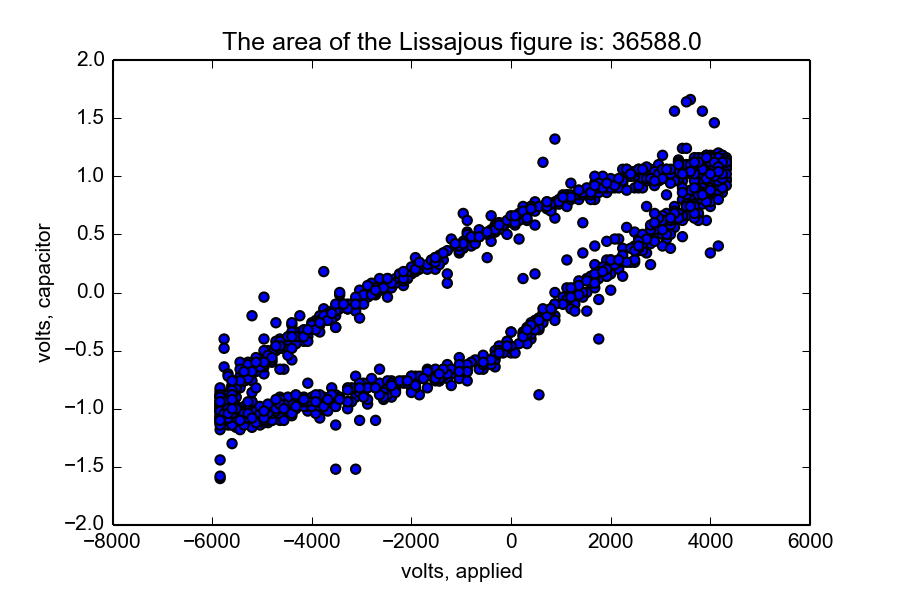 The area of the Lissajous figure is: 36588.0
2.0
1.5
1.0
0.5
0.0
−0.5
−1.0
−1.5
−2.0
volts, capacitor
−8000 −6000 −4000 −2000 0 2000 4000 6000
volts, applied